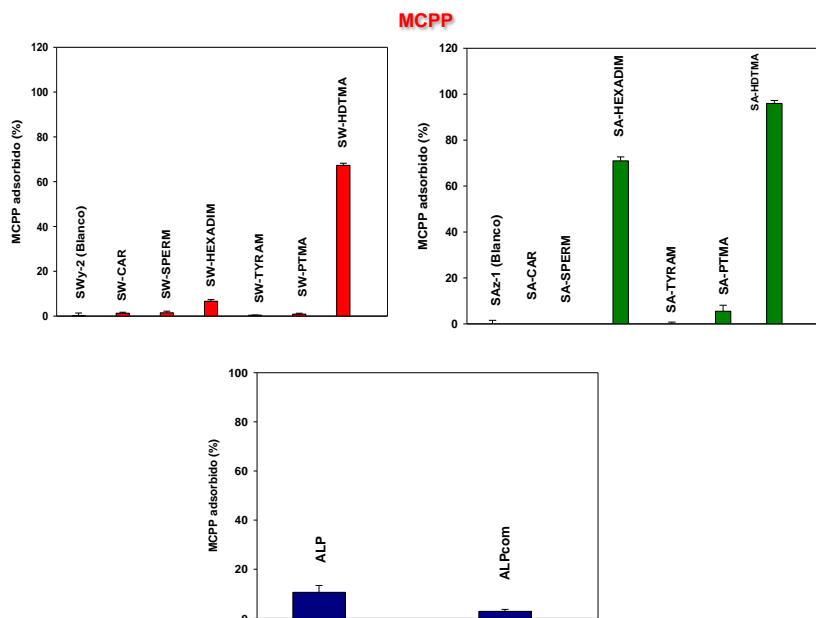 MCPP
MCPP adsorbido (%)
120
100
80
60
40
20
0
SWy-2 (Blanco)
SW-CAR
SW-SPERM
SW-HEXADIM
SW-TYRAM
SW-PTMA
SW-HDTMA
MCPP adsorbido (%)
120
100
80
60
40
20
0
SAz-1 (Blanco)
SA-CAR
SA-SPERM
SA-HEXADIM
SA-TYRAM
SA-PTMA
SA-HDTMA
MCPP adsorbido (%)
100
80
60
40
20
0
ALP
ALPcom